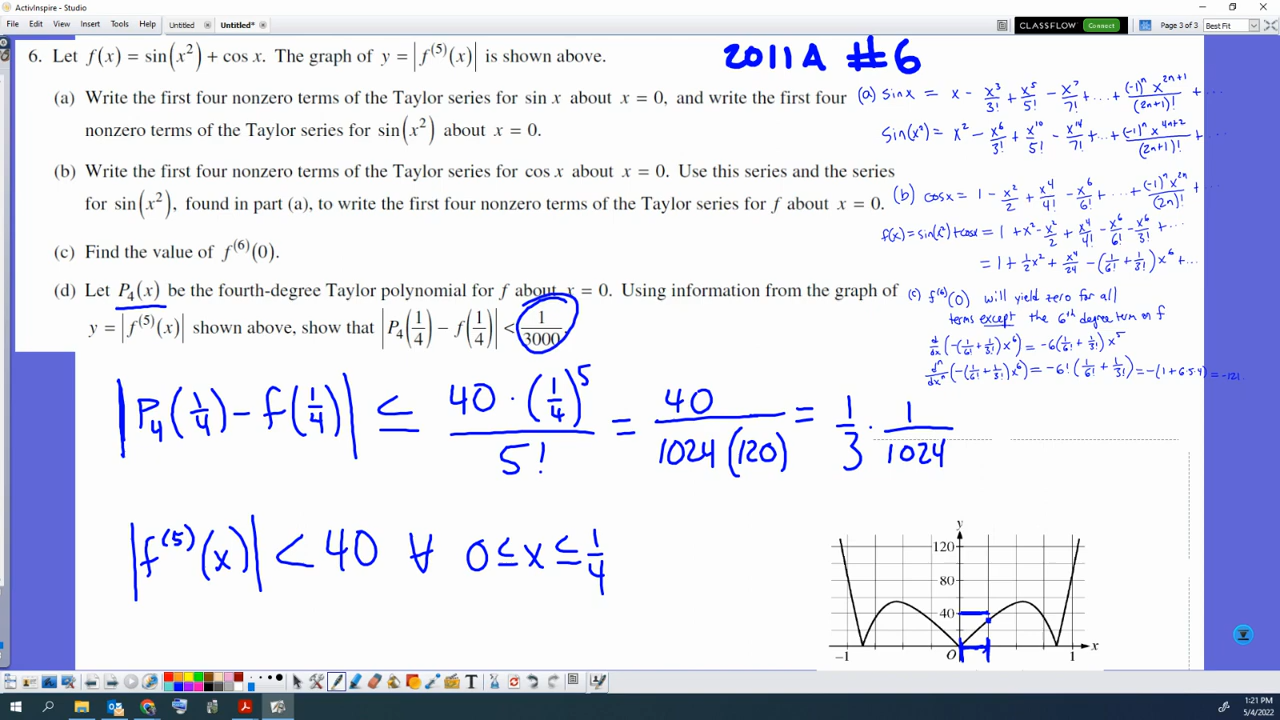 ActivInspire - Studio
File Edit View Insert Tools Help
Untitled Untitled*
CLASSFLOW Connect Page 3 of 3 Best Fit
6. Let f(x) = sin(x²) + cos x. The graph of y = |f⁽⁵⁾(x)| is shown above.
2011A #6
(a) Write the first four nonzero terms of the Taylor series for sin x about x = 0, and write the first four
nonzero terms of the Taylor series for sin(x²) about x = 0.
(b) Write the first four nonzero terms of the Taylor series for cos x about x = 0. Use this series and the series
for sin(x²), found in part (a), to write the first four nonzero terms of the Taylor series for f about x = 0.
(c) Find the value of f⁽⁶⁾(0).
(d) Let P₄(x) be the fourth-degree Taylor polynomial for f about x = 0. Using information from the graph of
y = |f⁽⁵⁾(x)| shown above, show that |P₄(1/4) − f(1/4)| < 1/3000.
(a) sinx = x − x³/3! + x⁵/5! − x⁷/7! + ... + (-1)ⁿ x²ⁿ⁺¹/(2n+1)! + ...
sin(x²) = x² − x⁶/3! + x¹⁰/5! − x¹⁴/7! + ... + (-1)ⁿ x⁴ⁿ⁺²/(2n+1)! + ...
(b) cosx = 1 − x²/2 + x⁴/4! − x⁶/6! + ... + (-1)ⁿ x²ⁿ/(2n)! + ...
f(x) = sin(x²) + cosx = 1 + x² − x²/2 + x⁴/4! − x⁶/6! − x⁶/3! + ...
= 1 + 1/2 x² + x⁴/24 − (1/6! + 1/3!) x⁶ + ...
(c) f⁽⁶⁾(0) will yield zero for all
terms except the 6th degree term on f
d/dx (−(1/6! + 1/3!) x⁶) = −6(1/6! + 1/3!) x⁵
dⁿ/dxⁿ (−(1/6! + 1/3!) x⁶) = −6! (1/6! + 1/3!) = −(1 + 6·5·4) = −121
|P₄(1/4) − f(1/4)| ≤ 40 · (1/4)⁵/5! = 40/1024(120) = 1/3 · 1/1024
|f⁽⁵⁾(x)| < 40 ∀ 0 ≤ x ≤ 1/4
y
120
80
40
−1 O 1 x
1:21 PM
5/4/2022